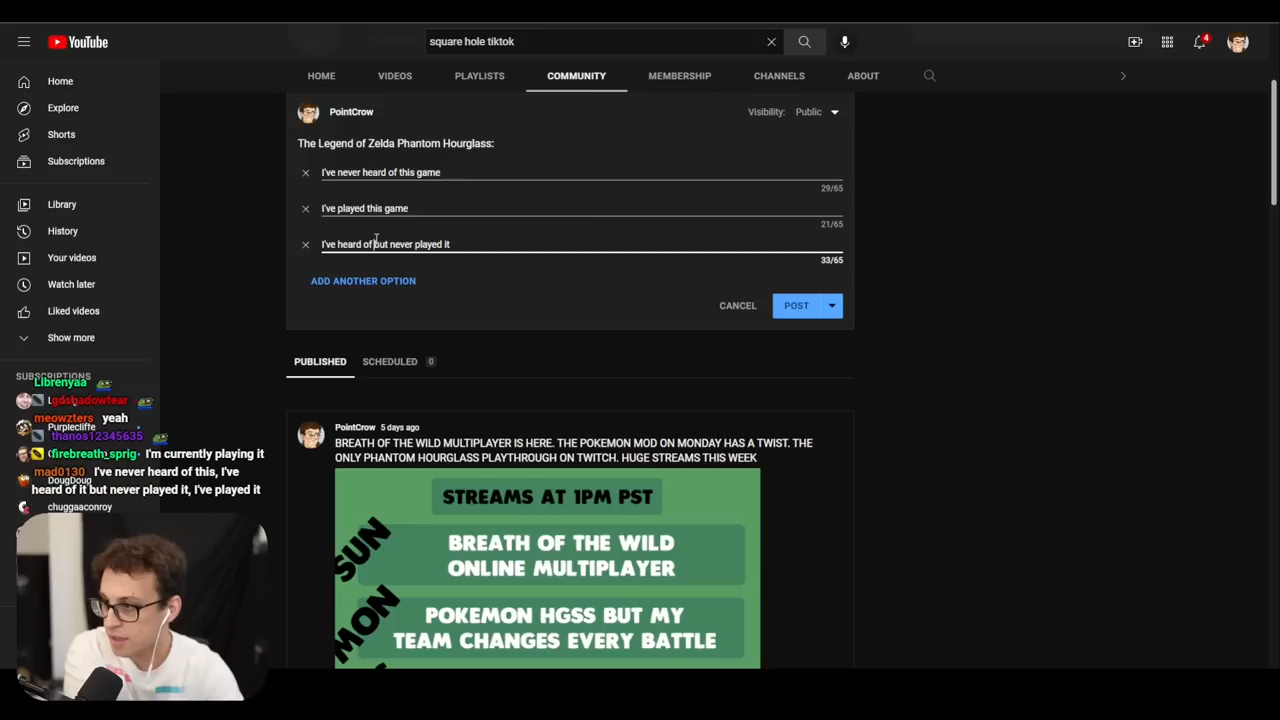 YouTube
square hole tiktok
4
Home
Explore
Shorts
Subscriptions
Library
History
Your videos
Watch later
Liked videos
Show more
SUBSCRIPTIONS
Purplecliffe
DougDoug
chuggaaconroy
Librenyaa
gdshadowtear
meowzters yeah
thanos12345635
firebreath_sprig I'm currently playing it
mad0130 I've never heard of this, I've
heard of it but never played it, I've played it
HOME VIDEOS PLAYLISTS COMMUNITY MEMBERSHIP CHANNELS ABOUT
PointCrow
Visibility: Public
The Legend of Zelda Phantom Hourglass:
I've never heard of this game
29/65
I've played this game
21/65
I've heard of but never played it
33/65
ADD ANOTHER OPTION
CANCEL POST
PUBLISHED SCHEDULED 0
PointCrow 5 days ago
BREATH OF THE WILD MULTIPLAYER IS HERE. THE POKEMON MOD ON MONDAY HAS A TWIST. THE
ONLY PHANTOM HOURGLASS PLAYTHROUGH ON TWITCH. HUGE STREAMS THIS WEEK
STREAMS AT 1PM PST
SUN
BREATH OF THE WILD
ONLINE MULTIPLAYER
MON
POKEMON HGSS BUT MY
TEAM CHANGES EVERY BATTLE